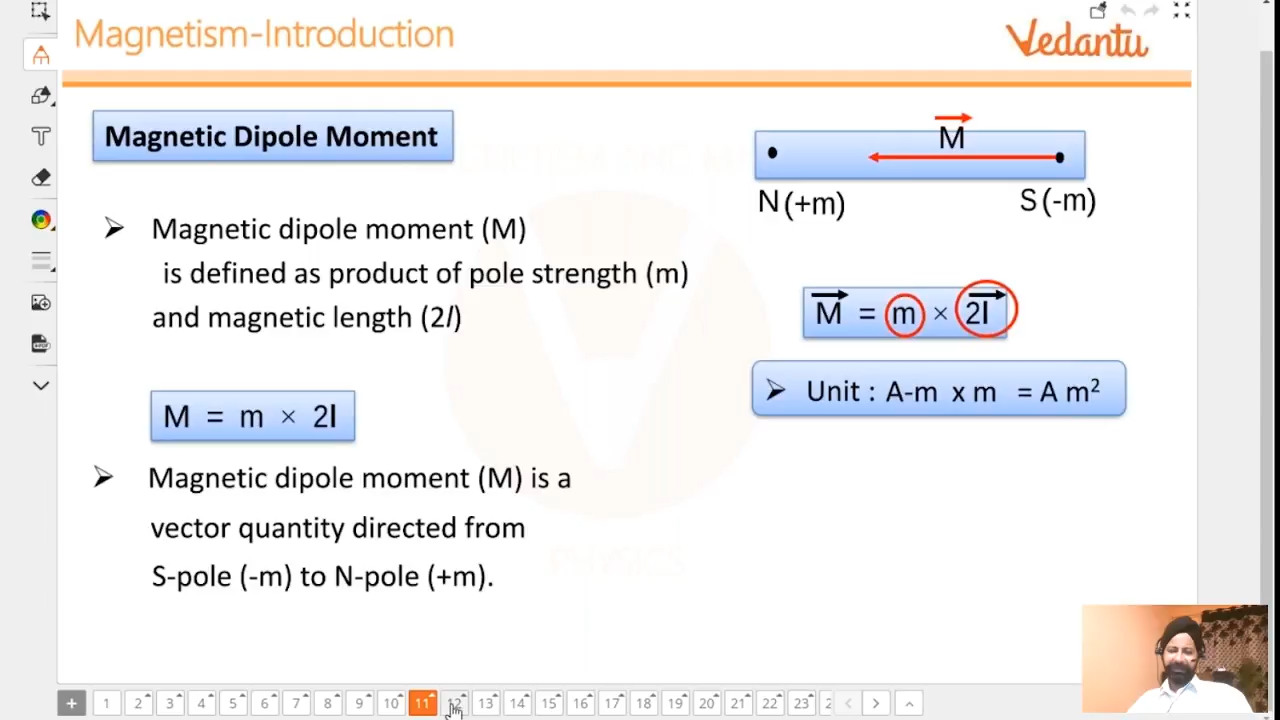 Magnetism-Introduction
Vedantu
Magnetic Dipole Moment
➢ Magnetic dipole moment (M)
is defined as product of pole strength (m)
and magnetic length (2l)
M = m × 2l
➢ Magnetic dipole moment (M) is a
vector quantity directed from
S-pole (-m) to N-pole (+m).
M
N (+m) S (-m)
M = m × 2l
➢ Unit : A-m x m = A m²
PHYSICS
+ 1 2 3 4 5 6 7 8 9 10 11 12 13 14 15 16 17 18 19 20 21 22 23 2